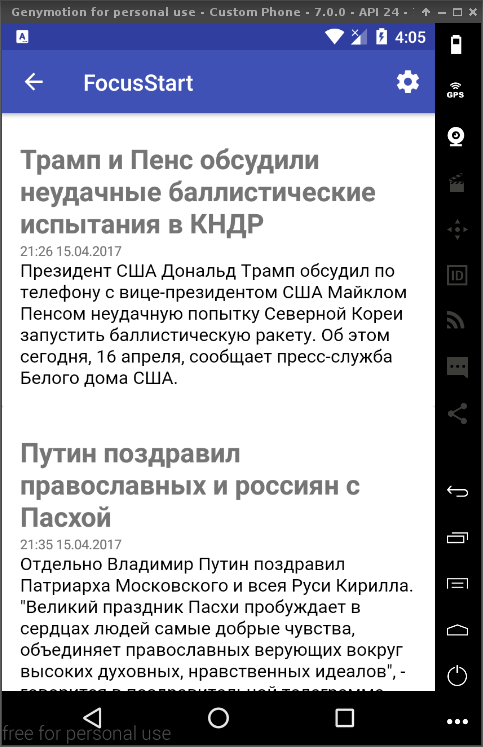 Genymotion for personal use - Custom Phone - 7.0.0 - API 24 -
A 4:05
FocusStart
GPS
Трамп и Пенс обсудили
неудачные баллистические
испытания в КНДР
21:26 15.04.2017
Президент США Дональд Трамп обсудил по
телефону с вице-президентом США Майклом
Пенсом неудачную попытку Северной Кореи
запустить баллистическую ракету. Об этом
сегодня, 16 апреля, сообщает пресс-служба
Белого дома США.
ID
Путин поздравил
православных и россиян с
Пасхой
21:35 15.04.2017
Отдельно Владимир Путин поздравил
Патриарха Московского и всея Руси Кирилла.
"Великий праздник Пасхи пробуждает в
сердцах людей самые добрые чувства,
объединяет православных верующих вокруг
высоких духовных, нравственных идеалов", -
говорится в поздравительной телеграмме
free for personal use